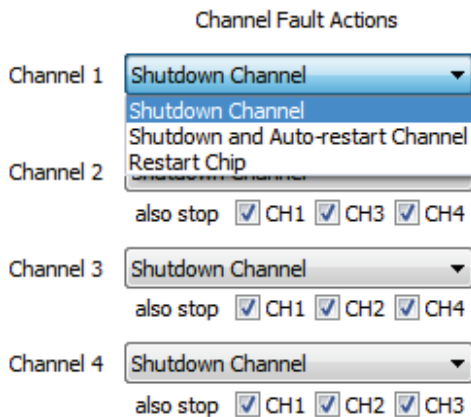 Channel Fault Actions
Channel 1 Shutdown Channel
Shutdown Channel
Shutdown and Auto-restart Channel
Restart Chip
Channel 2 Shutdown Channel
also stop CH1 CH3 CH4
Channel 3 Shutdown Channel
also stop CH1 CH2 CH4
Channel 4 Shutdown Channel
also stop CH1 CH2 CH3